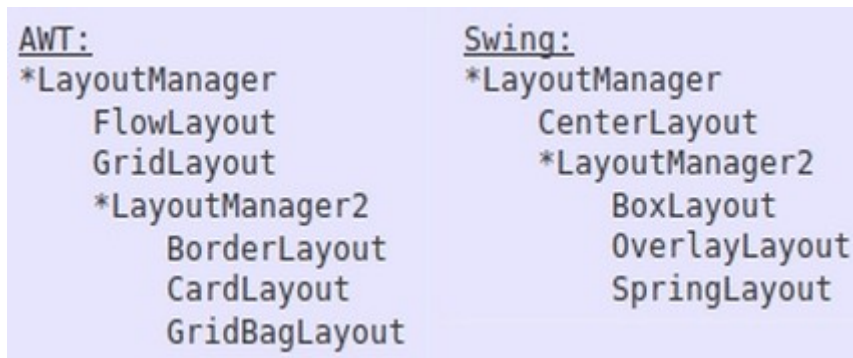 AWT:
*LayoutManager
    FlowLayout
    GridLayout
    *LayoutManager2
        BorderLayout
        CardLayout
        GridBagLayout
Swing:
*LayoutManager
    CenterLayout
    *LayoutManager2
        BoxLayout
        OverlayLayout
        SpringLayout